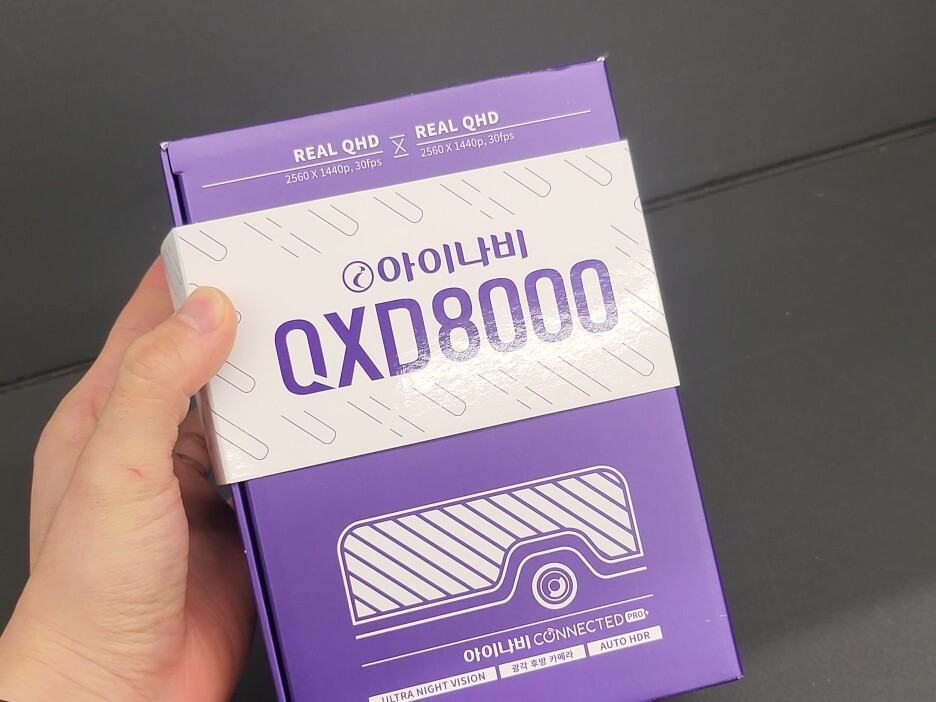 REAL QHD X REAL QHD
2560 X 1440p, 30fps 2560 X 1440p, 30fps
아이나비
QXD8000
아이나비 CONNECTED PRO+
ULTRA NIGHT VISION 광각 후방 카메라 AUTO HDR